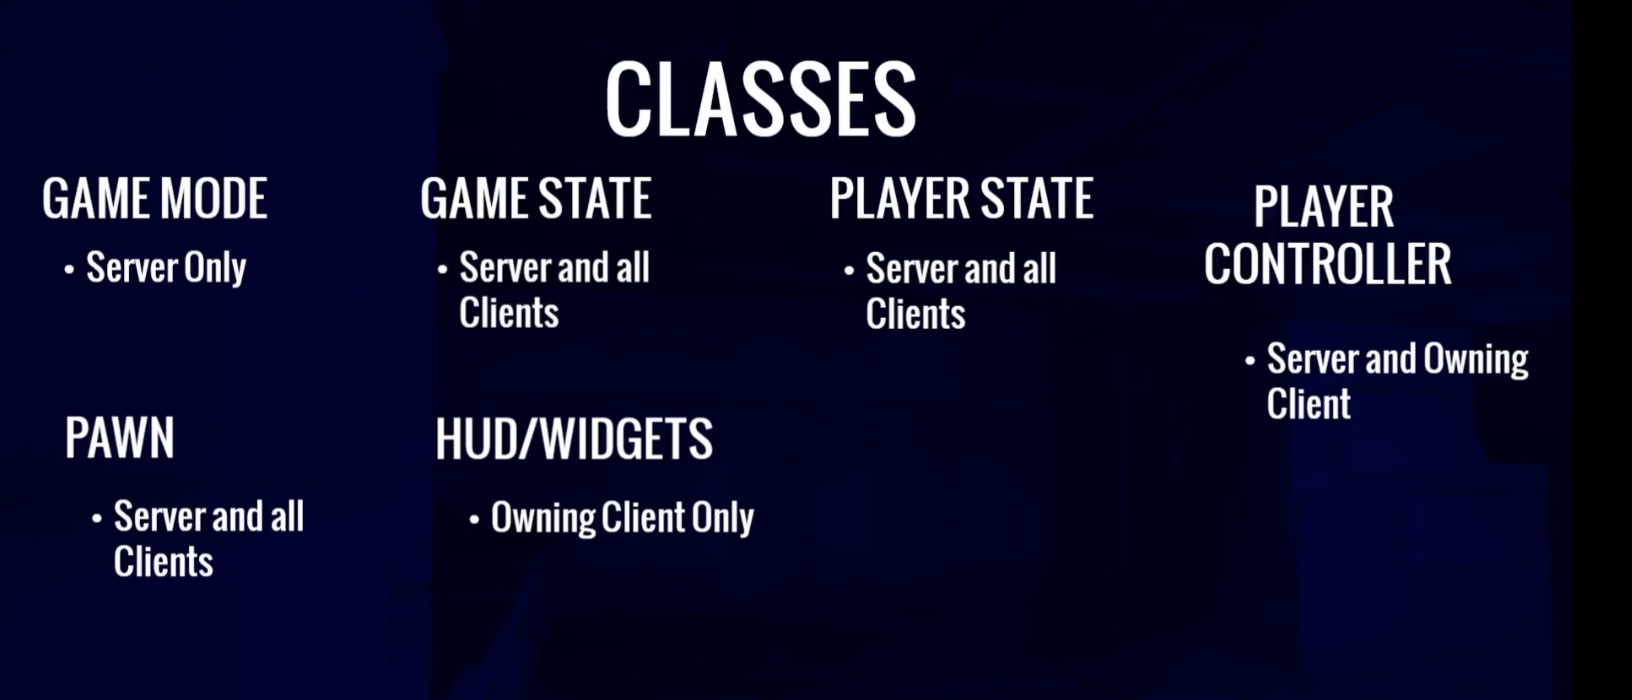 CLASSES
GAME MODE
• Server Only
GAME STATE
• Server and all
Clients
PLAYER STATE
• Server and all
Clients
PLAYER
CONTROLLER
• Server and Owning
Client
PAWN
• Server and all
Clients
HUD/WIDGETS
• Owning Client Only